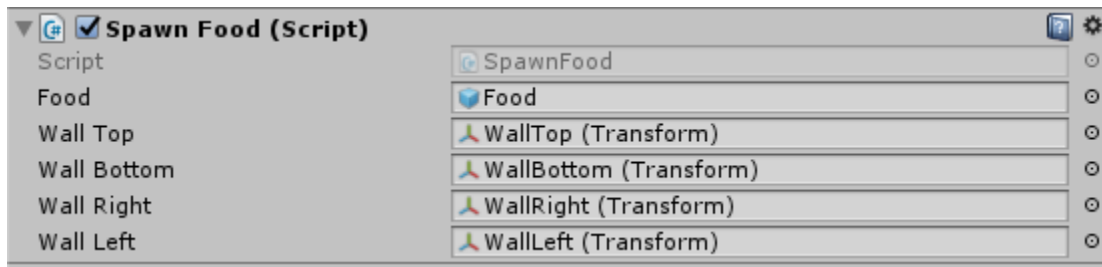 Spawn Food (Script)
Script SpawnFood
Food Food
Wall Top WallTop (Transform)
Wall Bottom WallBottom (Transform)
Wall Right WallRight (Transform)
Wall Left WallLeft (Transform)